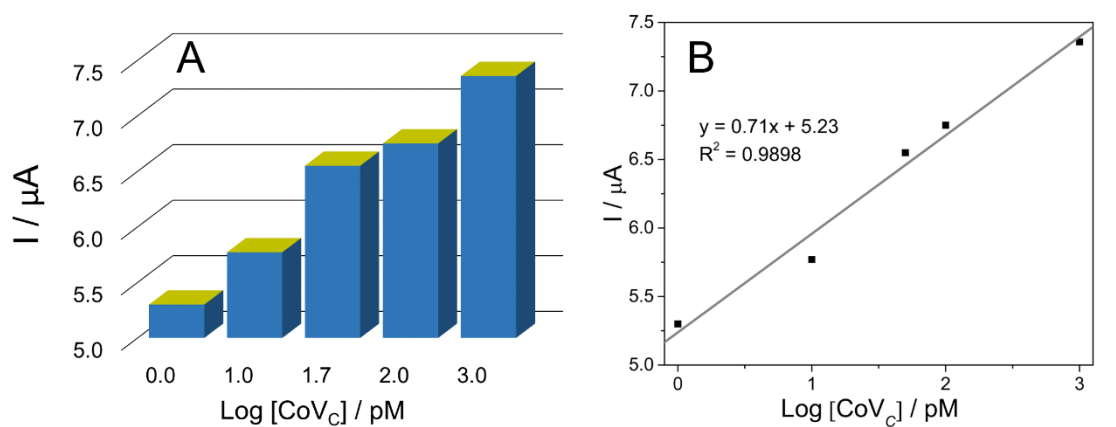 A
I / µA
7.5
7.0
6.5
6.0
5.5
5.0
0.0 1.0 1.7 2.0 3.0
Log [CoV_C] / pM
B
I / µA
7.5
7.0
6.5
6.0
5.5
5.0
y = 0.71x + 5.23
R² = 0.9898
0 1 2 3
Log [CoV_C] / pM